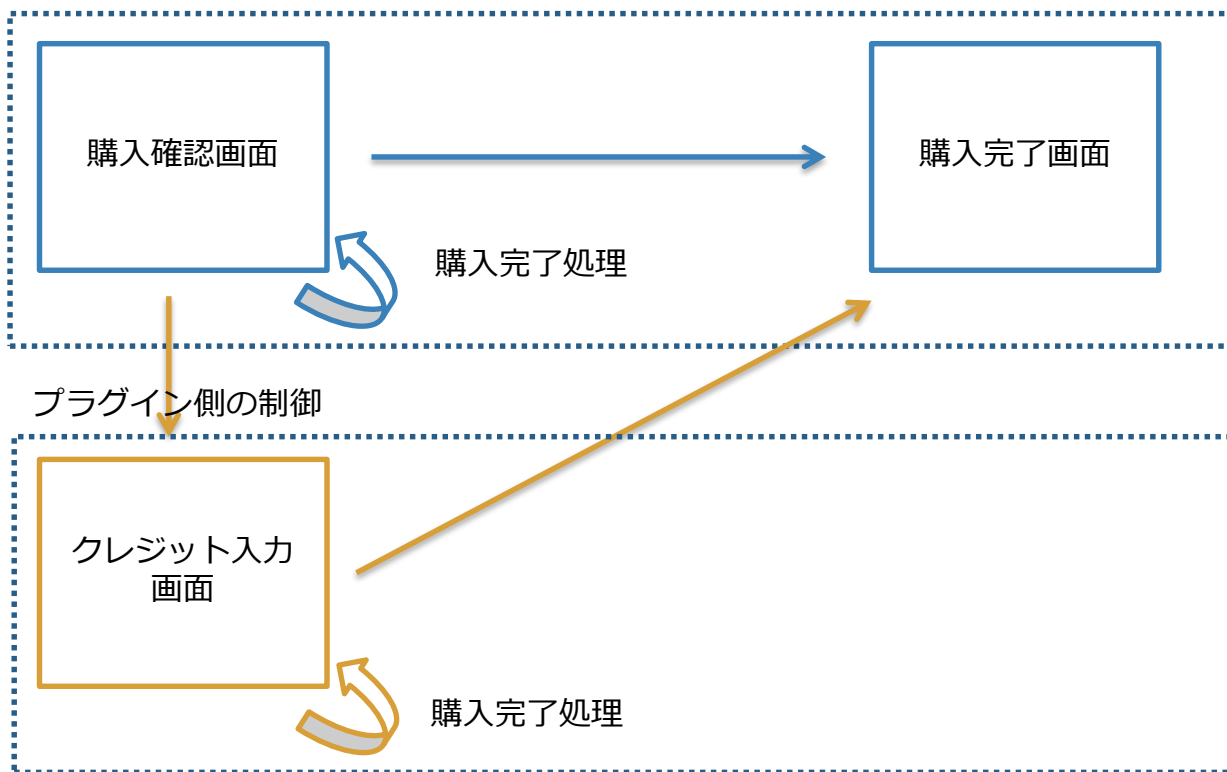 購入確認画面
購入完了画面
購入完了処理
プラグイン側の制御
クレジット入力
画面
購入完了処理